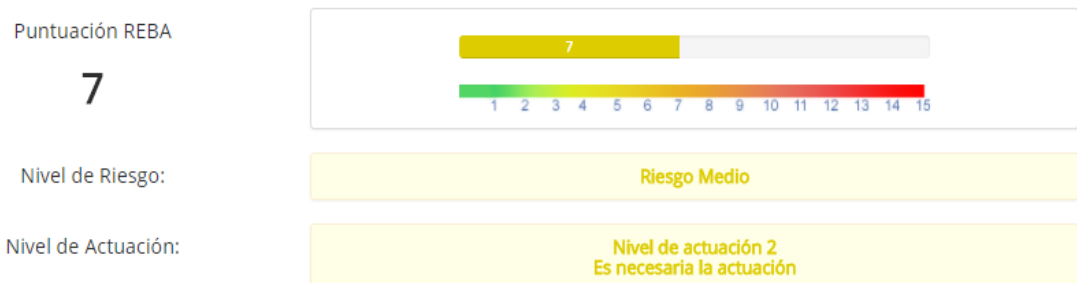 Puntuación REBA
7
7
1 2 3 4 5 6 7 8 9 10 11 12 13 14 15
Nivel de Riesgo:
Riesgo Medio
Nivel de Actuación:
Nivel de actuación 2
Es necesaria la actuación